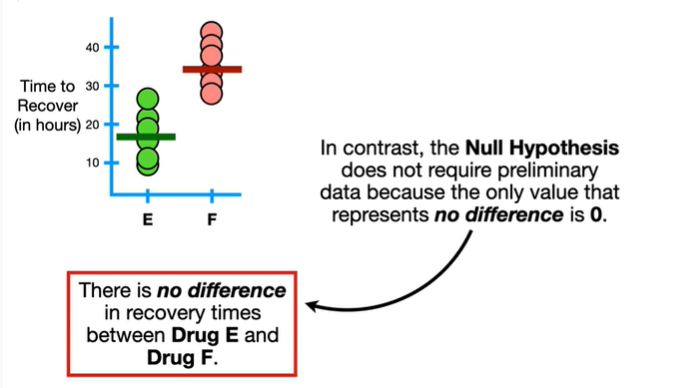 40
Time to 30
Recover
(in hours) 20
10
E F
In contrast, the Null Hypothesis
does not require preliminary
data because the only value that
represents no difference is 0.
There is no difference
in recovery times
between Drug E and
Drug F.